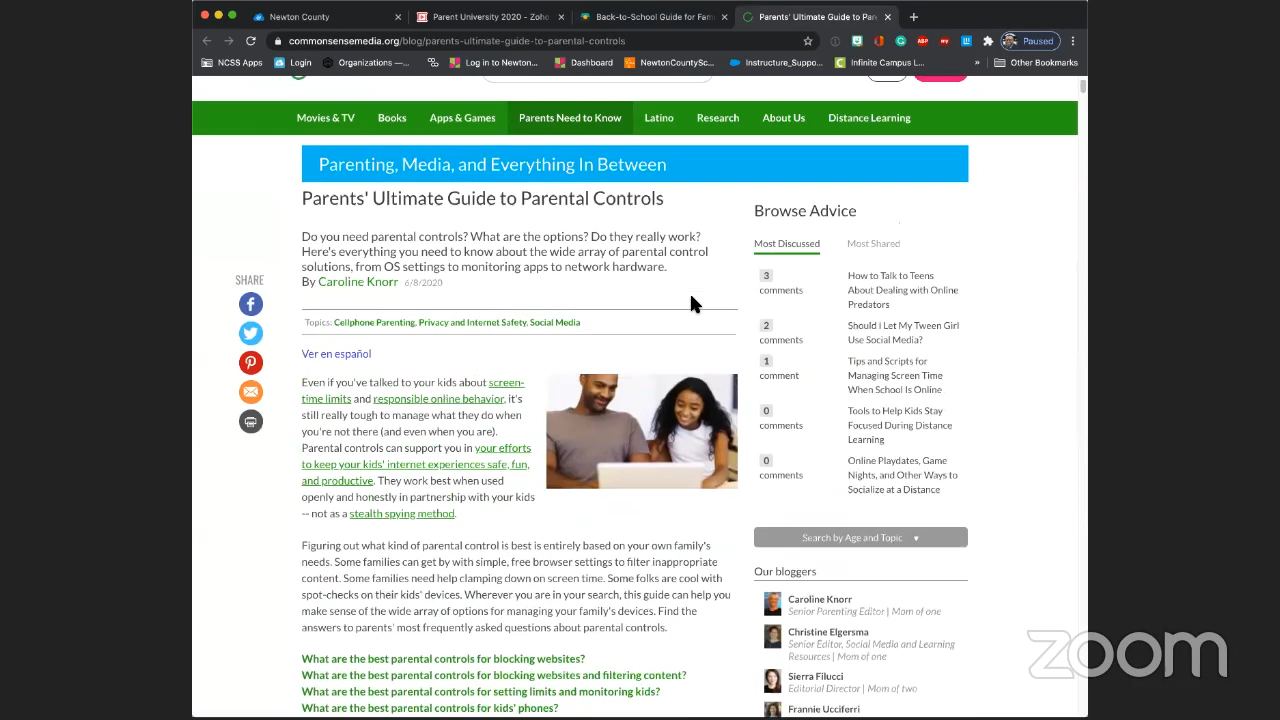 Newton County
Parent University 2020 - Zoho
Back-to-School Guide for Fam
Parents' Ultimate Guide to Par
commonsensemedia.org/blog/parents-ultimate-guide-to-parental-controls
Paused
NCSS Apps
Login
Organizations —...
Log in to Newton...
Dashboard
NewtonCountySc...
Instructure_Suppo...
Infinite Campus L...
Other Bookmarks
Movies & TV
Books
Apps & Games
Parents Need to Know
Latino
Research
About Us
Distance Learning
Parenting, Media, and Everything In Between
Parents' Ultimate Guide to Parental Controls
Do you need parental controls? What are the options? Do they really work?
Here's everything you need to know about the wide array of parental control
solutions, from OS settings to monitoring apps to network hardware.
By Caroline Knorr 6/8/2020
SHARE
Topics: Cellphone Parenting, Privacy and Internet Safety, Social Media
Ver en español
Even if you've talked to your kids about screen-
time limits and responsible online behavior, it's
still really tough to manage what they do when
you're not there (and even when you are).
Parental controls can support you in your efforts
to keep your kids' internet experiences safe, fun,
and productive. They work best when used
openly and honestly in partnership with your kids
-- not as a stealth spying method.
Figuring out what kind of parental control is best is entirely based on your own family's
needs. Some families can get by with simple, free browser settings to filter inappropriate
content. Some families need help clamping down on screen time. Some folks are cool with
spot-checks on their kids' devices. Wherever you are in your search, this guide can help you
make sense of the wide array of options for managing your family's devices. Find the
answers to parents' most frequently asked questions about parental controls.
What are the best parental controls for blocking websites?
What are the best parental controls for blocking websites and filtering content?
What are the best parental controls for setting limits and monitoring kids?
What are the best parental controls for kids' phones?
Browse Advice
Most Discussed
Most Shared
3
comments
How to Talk to Teens
About Dealing with Online
Predators
2
comments
Should I Let My Tween Girl
Use Social Media?
1
comment
Tips and Scripts for
Managing Screen Time
When School Is Online
0
comments
Tools to Help Kids Stay
Focused During Distance
Learning
0
comments
Online Playdates, Game
Nights, and Other Ways to
Socialize at a Distance
Search by Age and Topic
Our bloggers
Caroline Knorr
Senior Parenting Editor | Mom of one
Christine Elgersma
Senior Editor, Social Media and Learning
Resources | Mom of one
Sierra Filucci
Editorial Director | Mom of two
Frannie Ucciferri
zoom